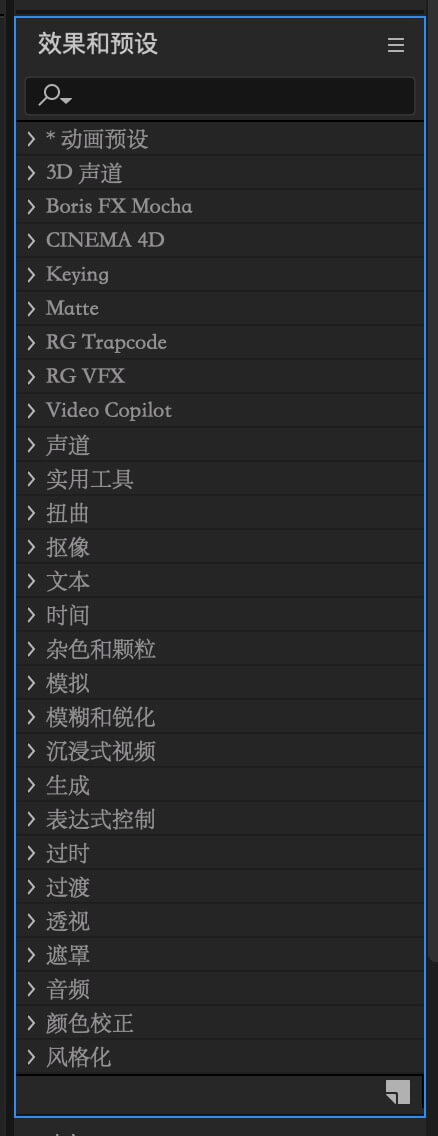 效果和预设
* 动画预设
3D 声道
Boris FX Mocha
CINEMA 4D
Keying
Matte
RG Trapcode
RG VFX
Video Copilot
声道
实用工具
扭曲
抠像
文本
时间
杂色和颗粒
模拟
模糊和锐化
沉浸式视频
生成
表达式控制
过时
过渡
透视
遮罩
音频
颜色校正
风格化